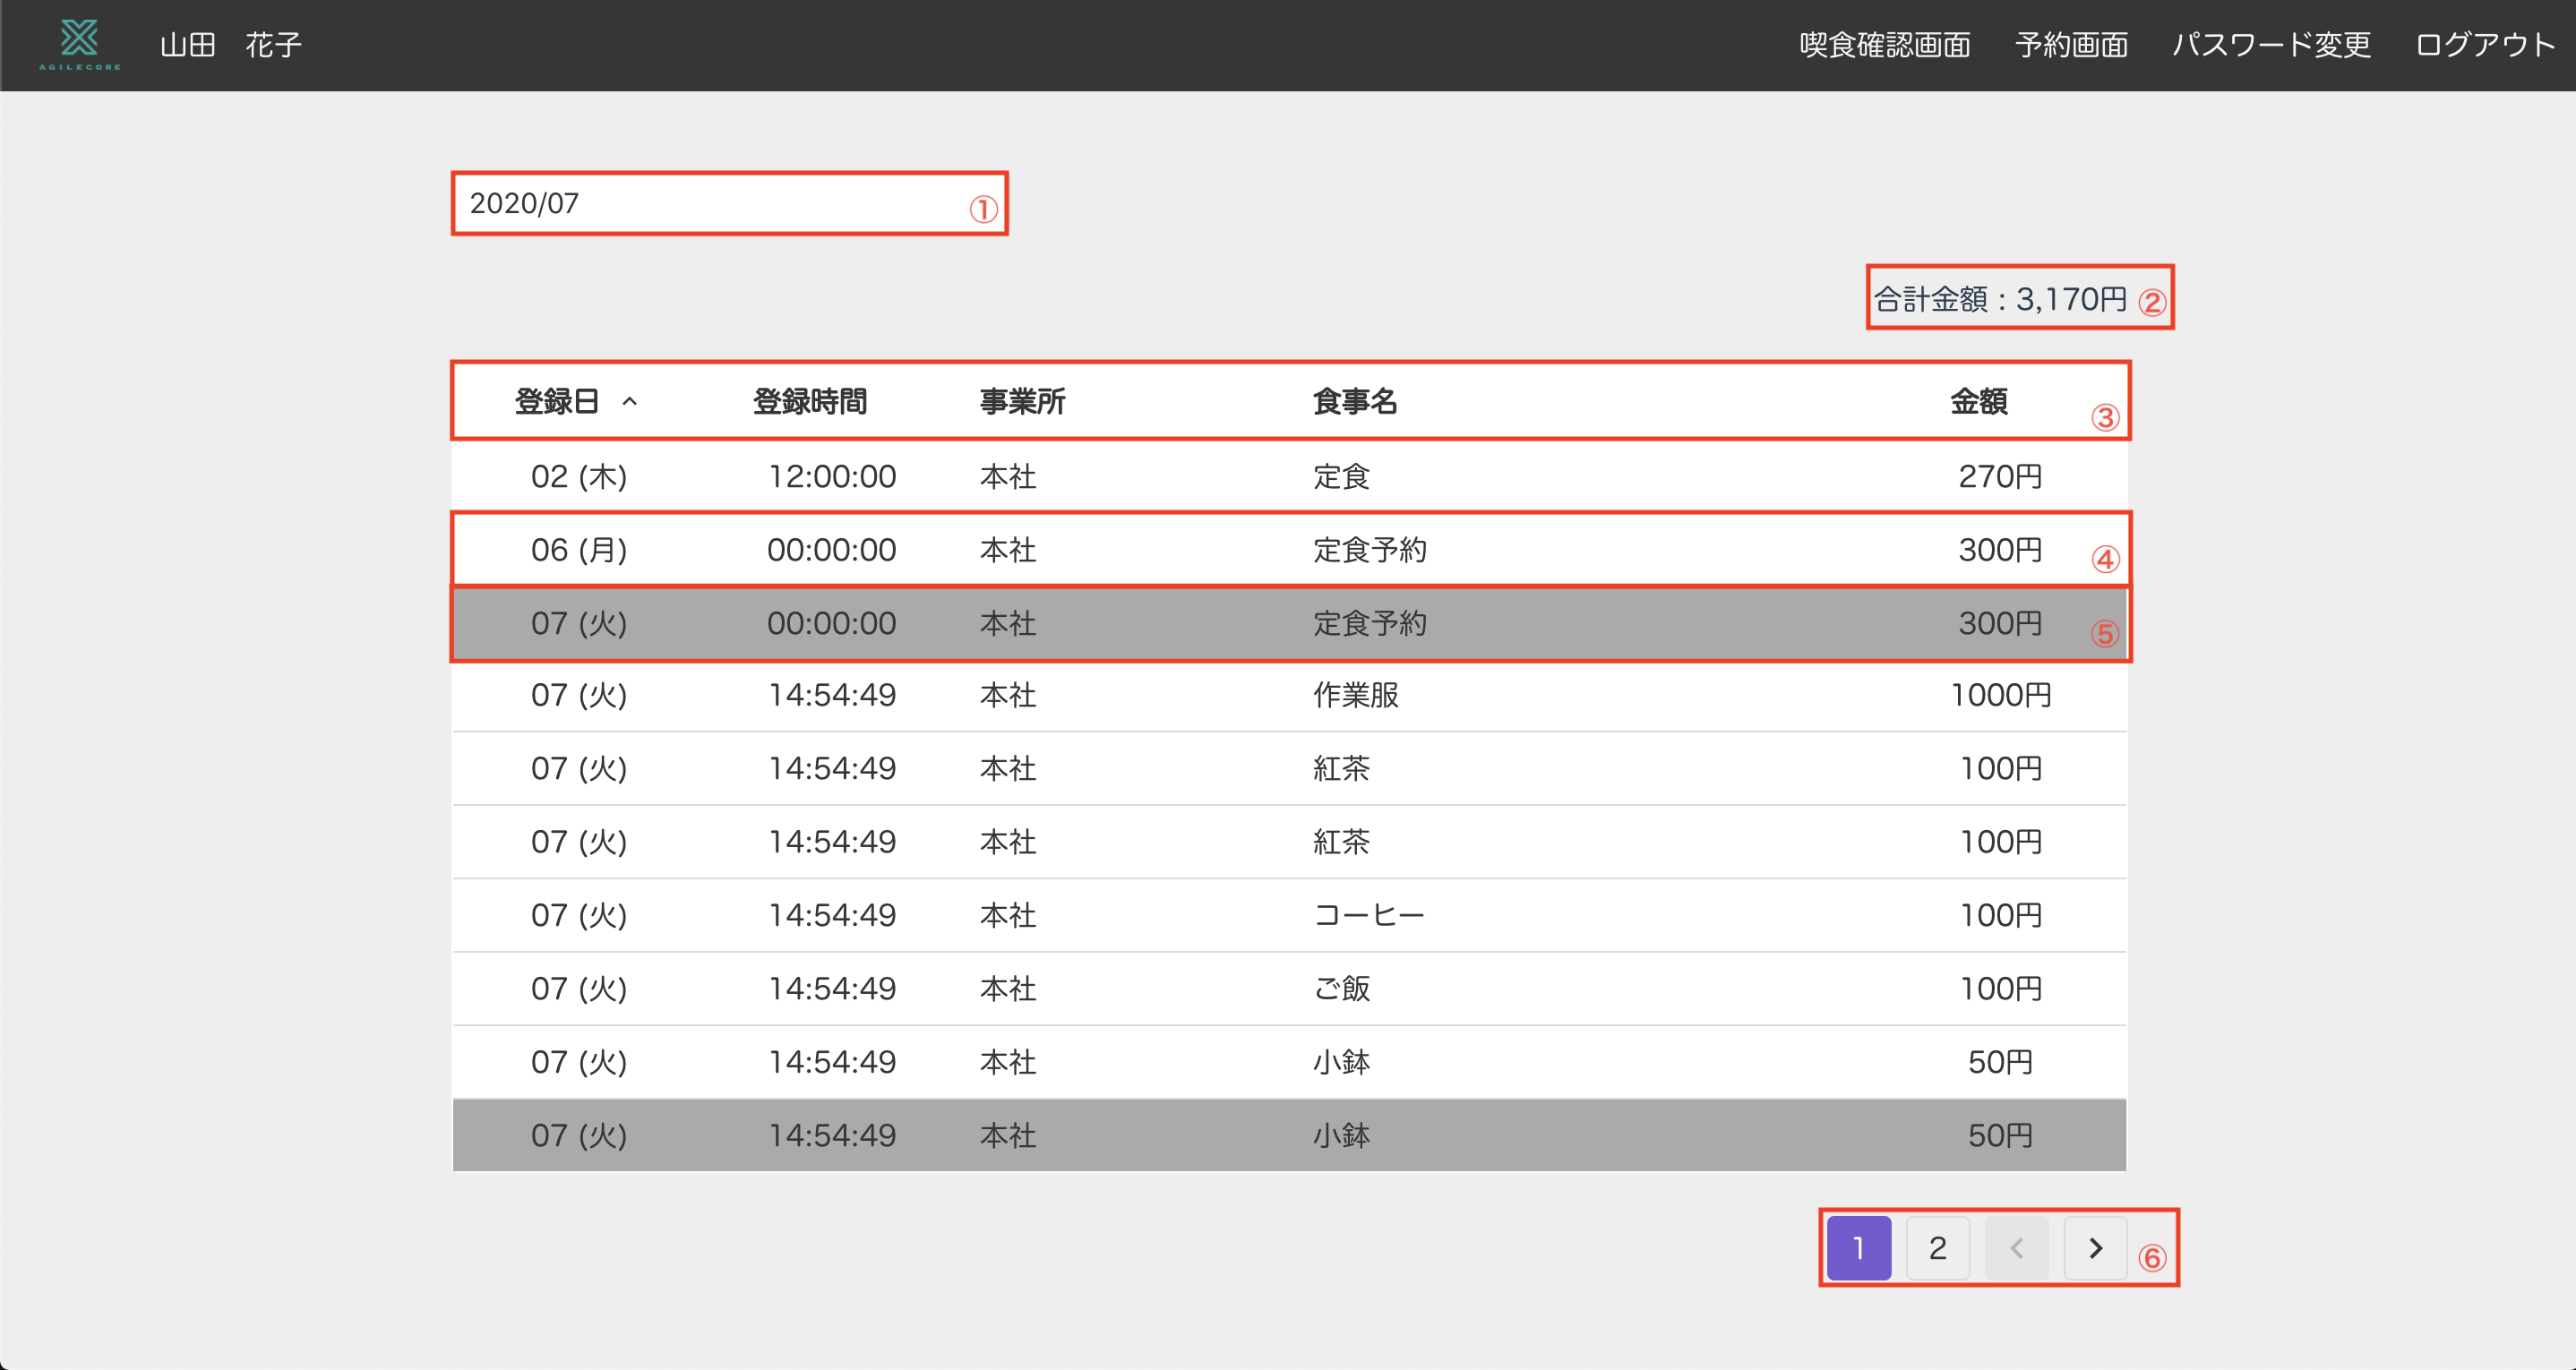 AGILECORE 山田　花子 喫食確認画面 予約画面 パスワード変更 ログアウト
2020/07 ①
合計金額：3,170円 ②
登録日 登録時間 事業所 食事名 金額 ③
02 (木) 12:00:00 本社 定食 270円
06 (月) 00:00:00 本社 定食予約 300円 ④
07 (火) 00:00:00 本社 定食予約 300円 ⑤
07 (火) 14:54:49 本社 作業服 1000円
07 (火) 14:54:49 本社 紅茶 100円
07 (火) 14:54:49 本社 紅茶 100円
07 (火) 14:54:49 本社 コーヒー 100円
07 (火) 14:54:49 本社 ご飯 100円
07 (火) 14:54:49 本社 小鉢 50円
07 (火) 14:54:49 本社 小鉢 50円
1 2 ⑥